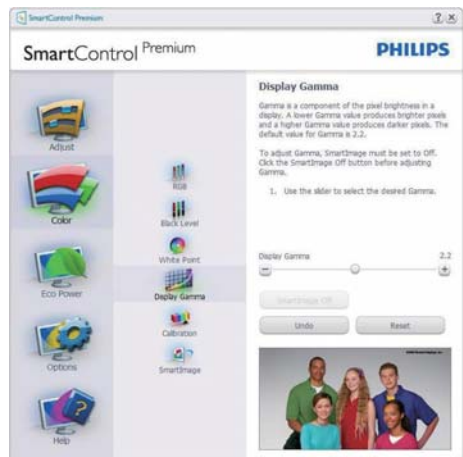 SmartControl Premium
SmartControl Premium
PHILIPS
Adjust
Color
Eco Power
Options
Help
RGB
Black Level
White Point
Display Gamma
Calibration
SmartImage
Display Gamma
Gamma is a component of the pixel brightness in a
display. A lower Gamma value produces brighter pixels
and a higher Gamma value produces darker pixels. The
default value for Gamma is 2.2.
To adjust Gamma, SmartImage must be set to Off.
Click the SmartImage Off button before adjusting
Gamma.
1. Use the slider to select the desired Gamma.
Display Gamma 2.2
SmartImage Off
Undo Reset